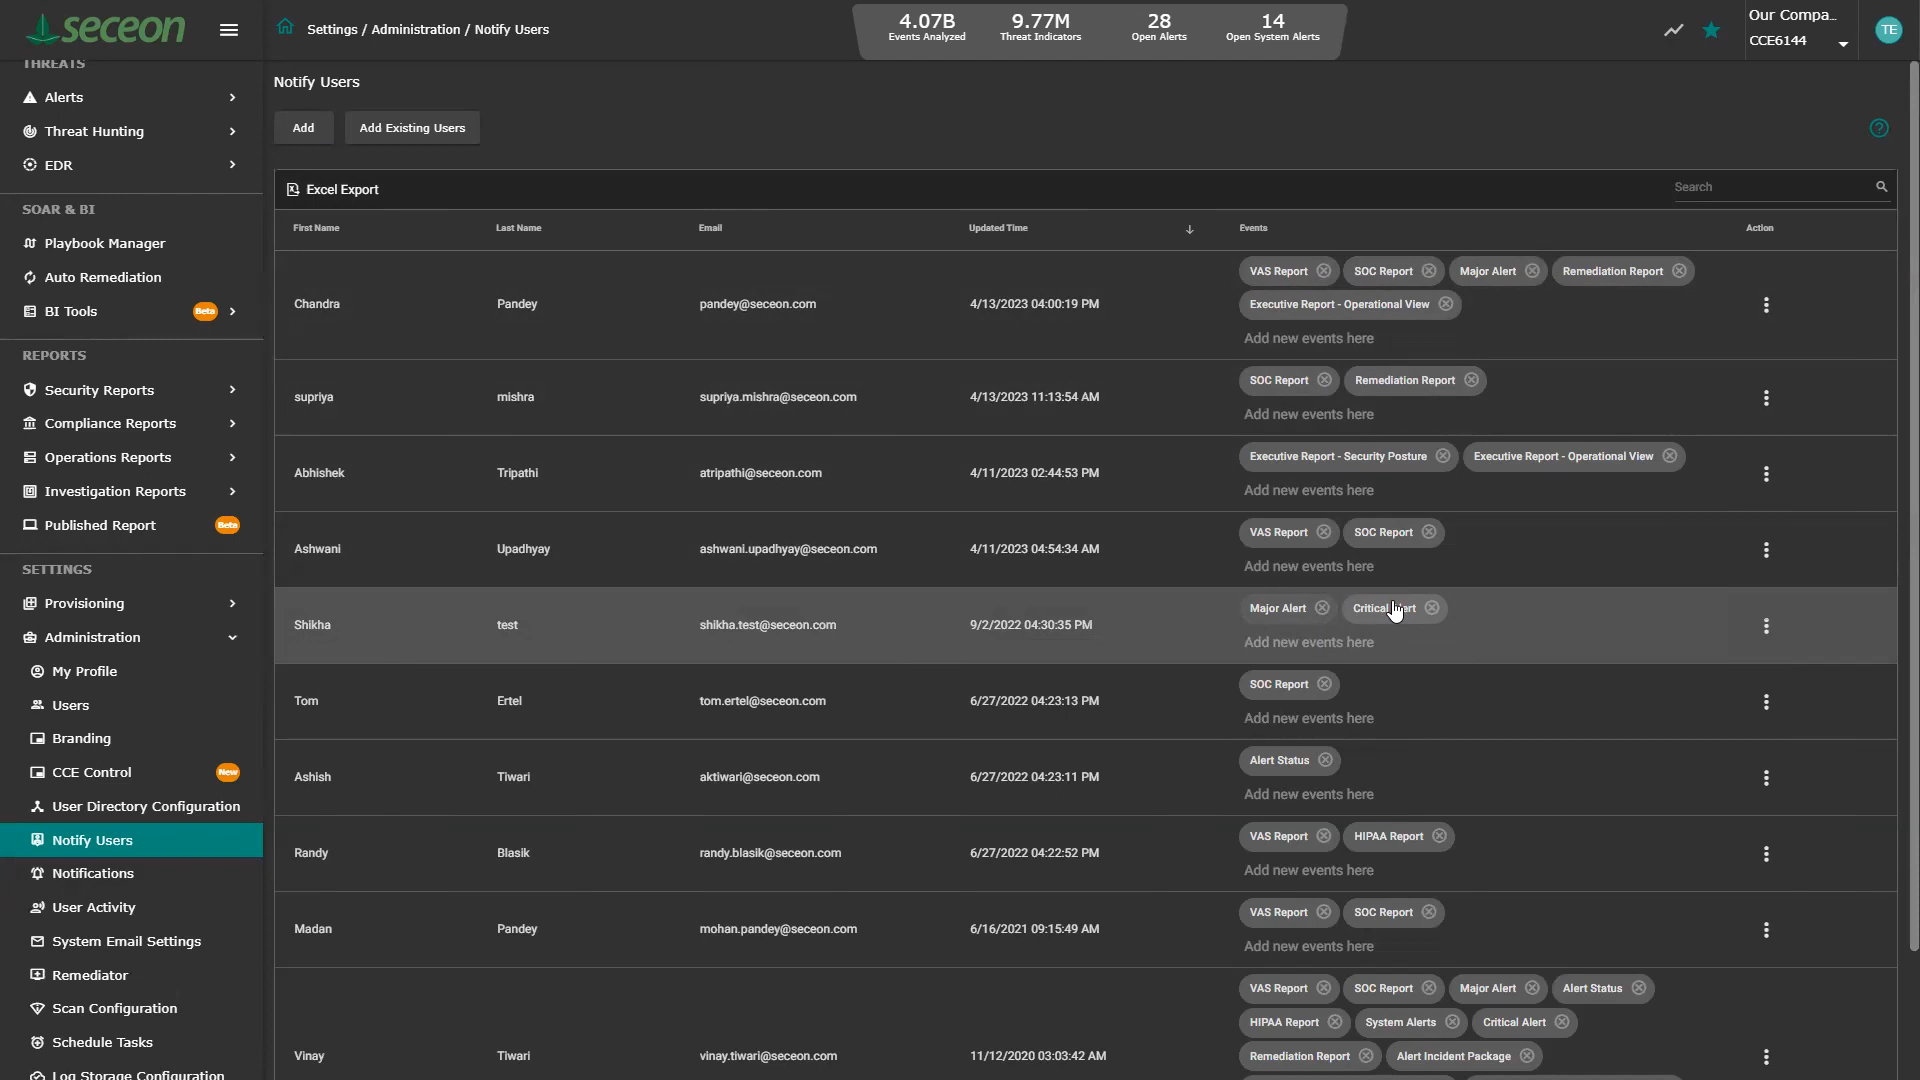 seceon
Settings / Administration / Notify Users
4.07B
Events Analyzed
9.77M
Threat Indicators
28
Open Alerts
14
Open System Alerts
Our Compa...
CCE6144
TE
THREATS
Alerts
Threat Hunting
EDR
SOAR & BI
Playbook Manager
Auto Remediation
BI Tools Beta
REPORTS
Security Reports
Compliance Reports
Operations Reports
Investigation Reports
Published Report Beta
SETTINGS
Provisioning
Administration
My Profile
Users
Branding
CCE Control New
User Directory Configuration
Notify Users
Notifications
User Activity
System Email Settings
Remediator
Scan Configuration
Schedule Tasks
Log Storage Configuration
Notify Users
Add Add Existing Users
Excel Export Search
First Name Last Name Email Updated Time Events Action
Chandra Pandey pandey@seceon.com 4/13/2023 04:00:19 PM
VAS Report SOC Report Major Alert Remediation Report
Executive Report - Operational View
Add new events here
supriya mishra supriya.mishra@seceon.com 4/13/2023 11:13:54 AM
SOC Report Remediation Report
Add new events here
Abhishek Tripathi atripathi@seceon.com 4/11/2023 02:44:53 PM
Executive Report - Security Posture Executive Report - Operational View
Add new events here
Ashwani Upadhyay ashwani.upadhyay@seceon.com 4/11/2023 04:54:34 AM
VAS Report SOC Report
Add new events here
Shikha test shikha.test@seceon.com 9/2/2022 04:30:35 PM
Major Alert Critical
Add new events here
Tom Ertel tom.ertel@seceon.com 6/27/2022 04:23:13 PM
SOC Report
Add new events here
Ashish Tiwari aktiwari@seceon.com 6/27/2022 04:23:11 PM
Alert Status
Add new events here
Randy Blasik randy.blasik@seceon.com 6/27/2022 04:22:52 PM
VAS Report HIPAA Report
Add new events here
Madan Pandey mohan.pandey@seceon.com 6/16/2021 09:15:49 AM
VAS Report SOC Report
Add new events here
Vinay Tiwari vinay.tiwari@seceon.com 11/12/2020 03:03:42 AM
VAS Report SOC Report Major Alert Alert Status
HIPAA Report System Alerts Critical Alert
Remediation Report Alert Incident Package